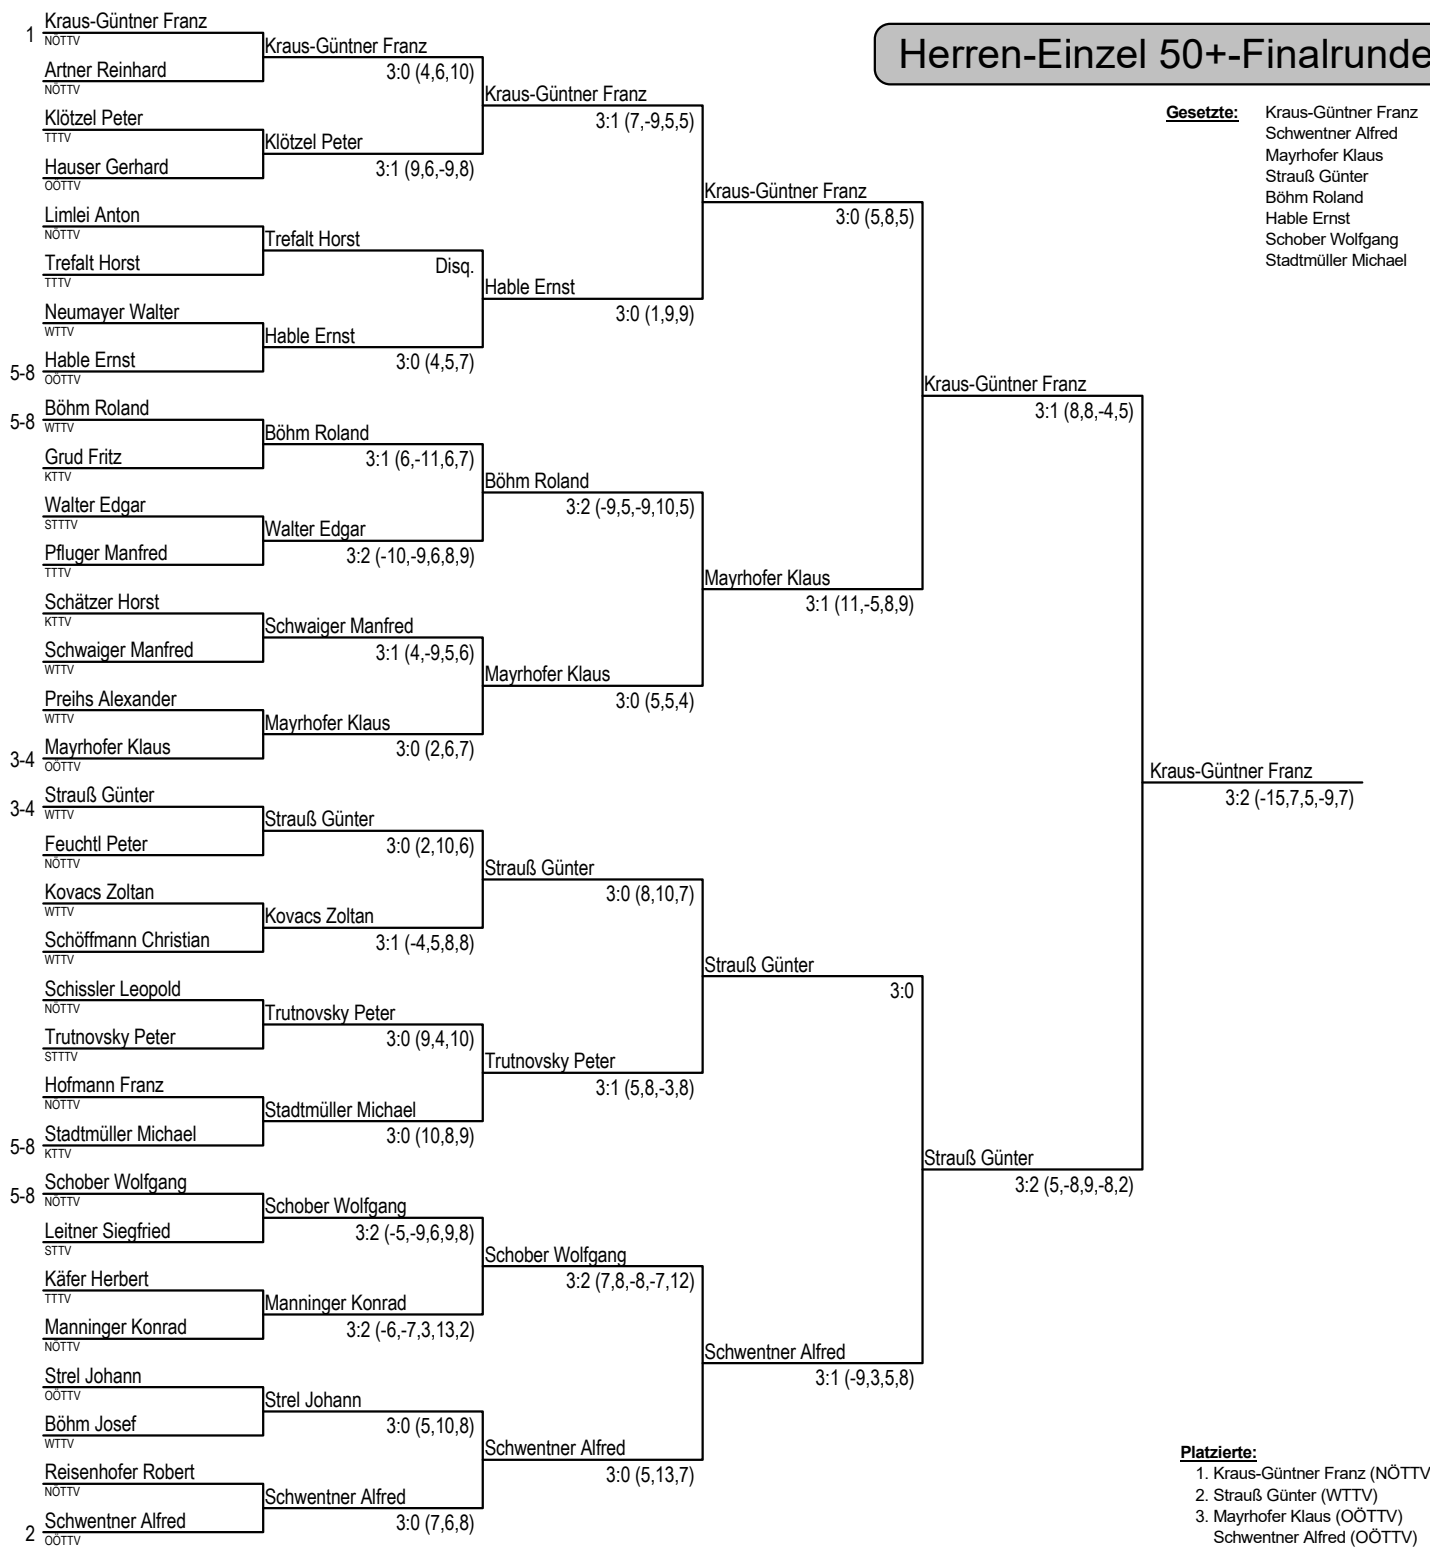 Herren-Einzel 50+-Finalrunde
Gesetzte:
Kraus-Güntner Franz
Schwentner Alfred
Mayrhofer Klaus
Strauß Günter
Böhm Roland
Hable Ernst
Schober Wolfgang
Stadtmüller Michael
1 Kraus-Güntner Franz
NÖTTV
Artner Reinhard
NÖTTV
Klötzel Peter
TTTV
Hauser Gerhard
OÖTTV
Limlei Anton
NÖTTV
Trefalt Horst
TTTV
Neumayer Walter
WTTV
5-8 Hable Ernst
OÖTTV
5-8 Böhm Roland
WTTV
Grud Fritz
KTTV
Walter Edgar
STTTV
Pfluger Manfred
TTTV
Schätzer Horst
KTTV
Schwaiger Manfred
WTTV
Preihs Alexander
WTTV
3-4 Mayrhofer Klaus
OÖTTV
3-4 Strauß Günter
WTTV
Feuchtl Peter
NÖTTV
Kovacs Zoltan
WTTV
Schöffmann Christian
WTTV
Schissler Leopold
NÖTTV
Trutnovsky Peter
STTTV
Hofmann Franz
NÖTTV
5-8 Stadtmüller Michael
KTTV
5-8 Schober Wolfgang
NÖTTV
Leitner Siegfried
STTV
Käfer Herbert
TTTV
Manninger Konrad
NÖTTV
Strel Johann
OÖTTV
Böhm Josef
WTTV
Reisenhofer Robert
NÖTTV
2 Schwentner Alfred
OÖTTV
Kraus-Güntner Franz
3:0 (4,6,10)
Klötzel Peter
3:1 (9,6,-9,8)
Trefalt Horst
Disq.
Hable Ernst
3:0 (4,5,7)
Böhm Roland
3:1 (6,-11,6,7)
Walter Edgar
3:2 (-10,-9,6,8,9)
Schwaiger Manfred
3:1 (4,-9,5,6)
Mayrhofer Klaus
3:0 (2,6,7)
Strauß Günter
3:0 (2,10,6)
Kovacs Zoltan
3:1 (-4,5,8,8)
Trutnovsky Peter
3:0 (9,4,10)
Stadtmüller Michael
3:0 (10,8,9)
Schober Wolfgang
3:2 (-5,-9,6,9,8)
Manninger Konrad
3:2 (-6,-7,3,13,2)
Strel Johann
3:0 (5,10,8)
Schwentner Alfred
3:0 (7,6,8)
Kraus-Güntner Franz
3:1 (7,-9,5,5)
Hable Ernst
3:0 (1,9,9)
Böhm Roland
3:2 (-9,5,-9,10,5)
Mayrhofer Klaus
3:0 (5,5,4)
Strauß Günter
3:0 (8,10,7)
Trutnovsky Peter
3:1 (5,8,-3,8)
Schober Wolfgang
3:2 (7,8,-8,-7,12)
Schwentner Alfred
3:0 (5,13,7)
Kraus-Güntner Franz
3:0 (5,8,5)
Mayrhofer Klaus
3:1 (11,-5,8,9)
Strauß Günter
3:0
Schwentner Alfred
3:1 (-9,3,5,8)
Kraus-Güntner Franz
3:1 (8,8,-4,5)
Strauß Günter
3:2 (5,-8,9,-8,2)
Kraus-Güntner Franz
3:2 (-15,7,5,-9,7)
Platzierte:
1. Kraus-Güntner Franz (NÖTTV
2. Strauß Günter (WTTV)
3. Mayrhofer Klaus (OÖTTV)
Schwentner Alfred (OÖTTV)